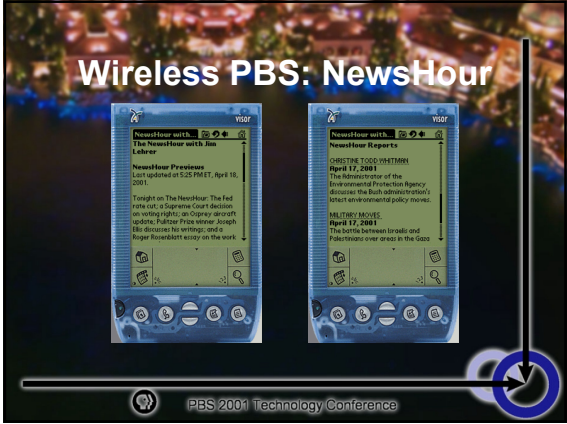 Wireless PBS: NewsHour
VISOR
NewsHour with...
The NewsHour with Jim
Lehrer
NewsHour Previews
Last updated at 5:25 PM ET, April 18,
2001.
Tonight on The NewsHour: The Fed
rate cut; a Supreme Court decision
on voting rights; an Osprey aircraft
update; Pulitzer Prize winner Joseph
Ellis discusses his writings; and a
Roger Rosenblatt essay on the work
VISOR
NewsHour with...
NewsHour Reports
CHRISTINE TODD WHITMAN
April 17, 2001
The Administrator of the
Environmental Protection Agency
discusses the Bush administration's
latest environmental policy moves.
MILITARY MOVES
April 17, 2001
The battle between Israelis and
Palestinians over areas in the Gaza
PBS 2001 Technology Conference